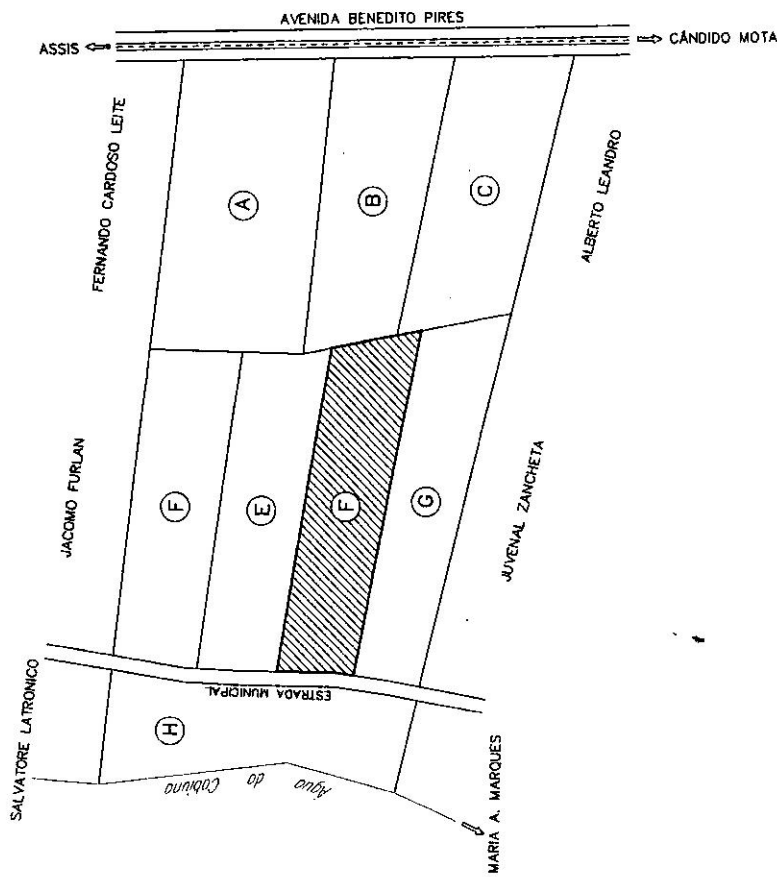 AVENIDA BENEDITO PIRES
ASSIS
CÂNDIDO MOTA
FERNANDO CARDOSO LEITE
A
B
C
ALBERTO LEANDRO
JACOMO FURLAN
F
E
F
G
JUVENAL ZANCHETA
SALVATORE LATRONICO
ESTRADA MUNICIPAL
H
Água do Cabiuna
MARIA A. MARQUES